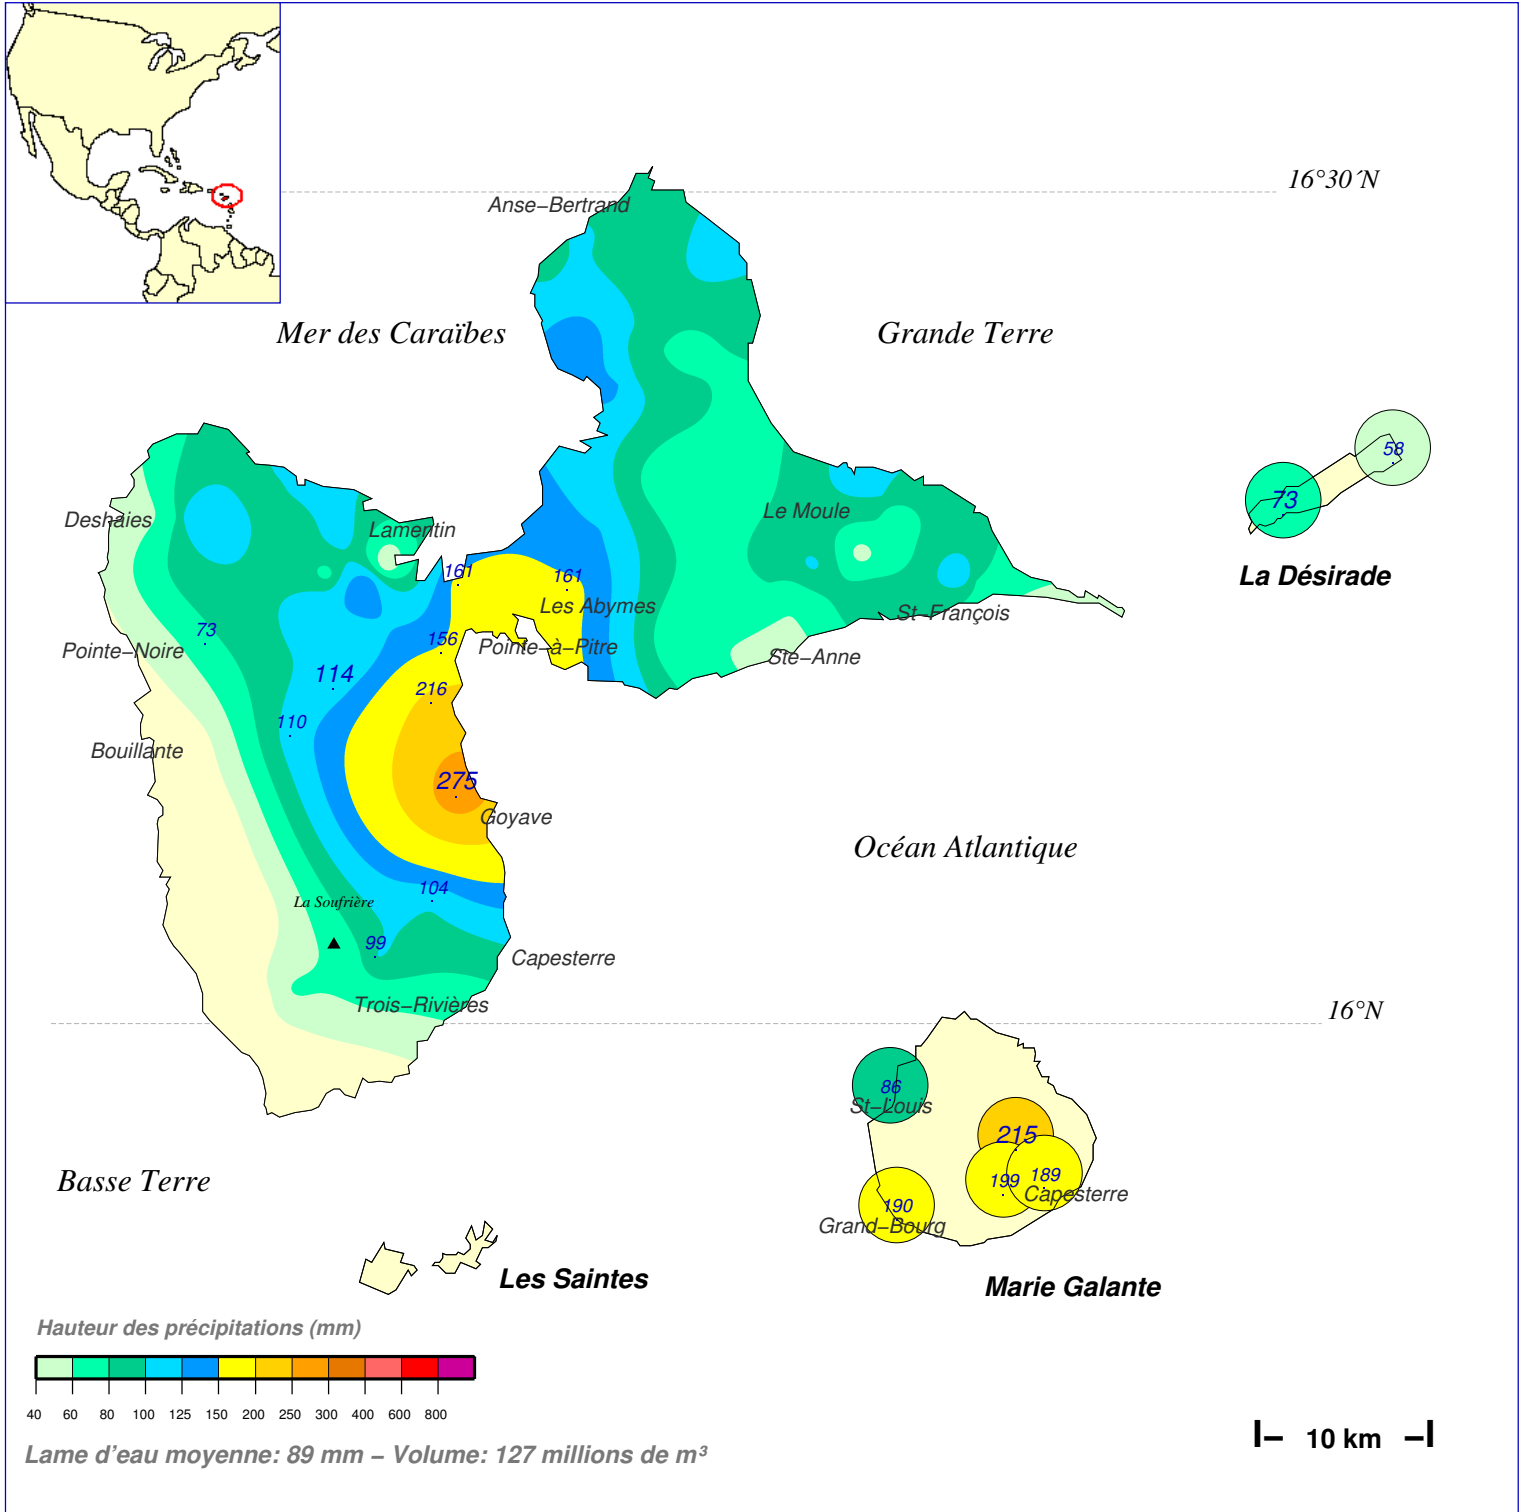 16°30´N
Anse−Bertrand
Mer des Caraïbes
Grande Terre
58
73
Deshaies
Lamentin
Le Moule
161
161
La Désirade
Les Abymes
St−François
73
156
Pointe−Noire
Pointe−à−Pitre
Ste−Anne
114
216
110
Bouillante
275
Goyave
Océan Atlantique
104
La Soufrière
99
Capesterre
Trois−Rivières
16°N
86
St−Louis
215
Basse Terre
199
189
Capesterre
190
Grand−Bourg
Les Saintes
Marie Galante
Hauteur des précipitations (mm)
40 60 80 100 125 150 200 250 300 400 600 800
10 km
Lame d'eau moyenne: 89 mm − Volume: 127 millions de m³